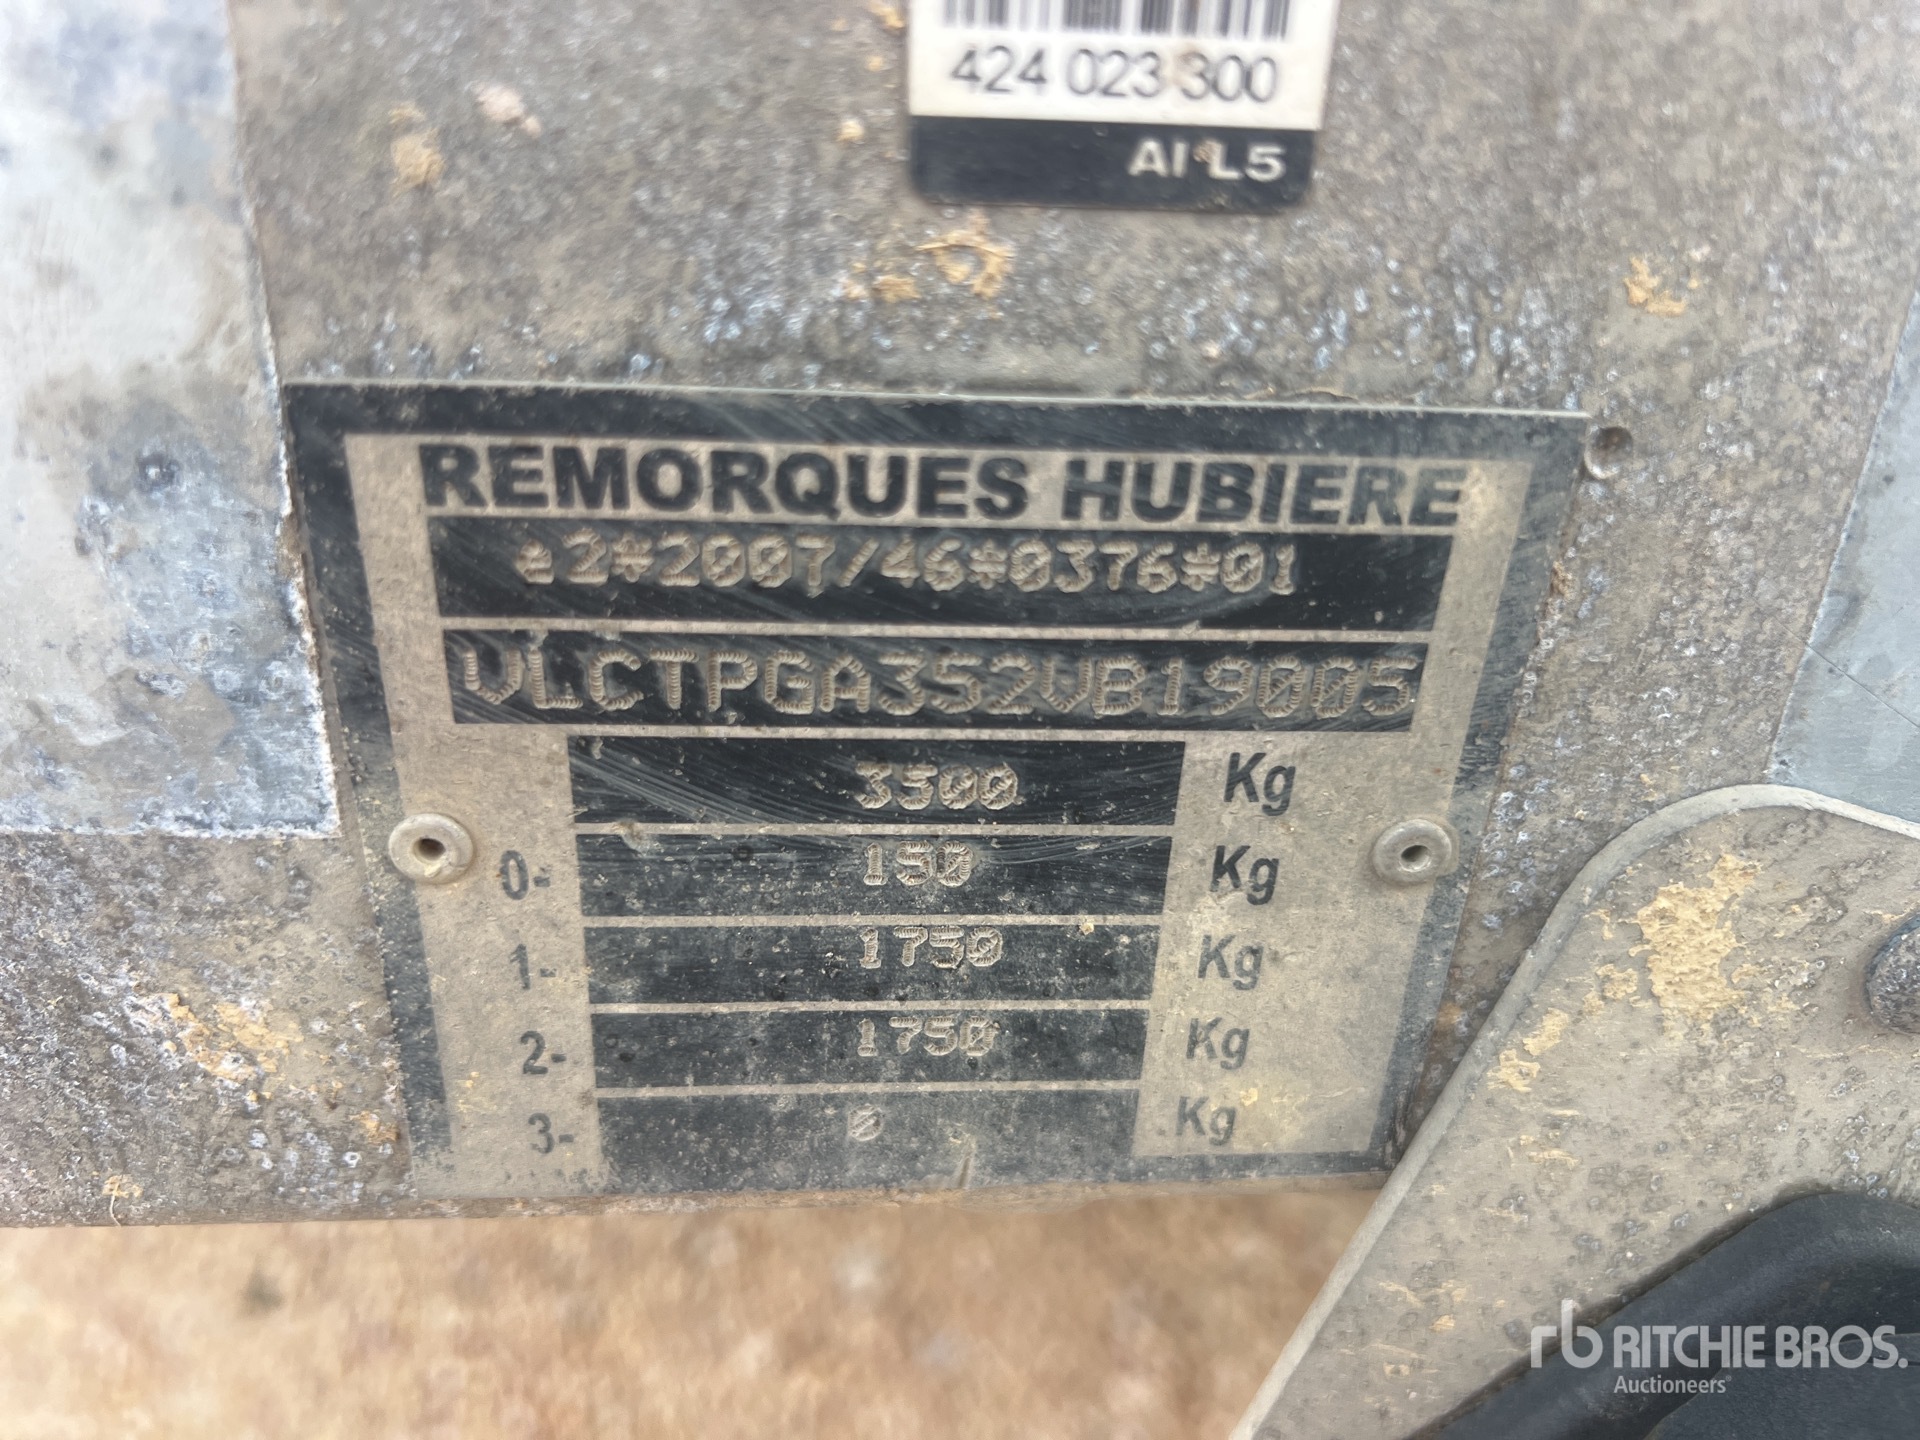 424 023 300
AI L5
REMORQUES HUBIERE
e2*2007/46*0376*01
VLCTPGA352VB19005
3500 Kg
0- 150 Kg
1- 1750 Kg
2- 1750 Kg
3- 0 Kg
rb RITCHIE BROS.
Auctioneers